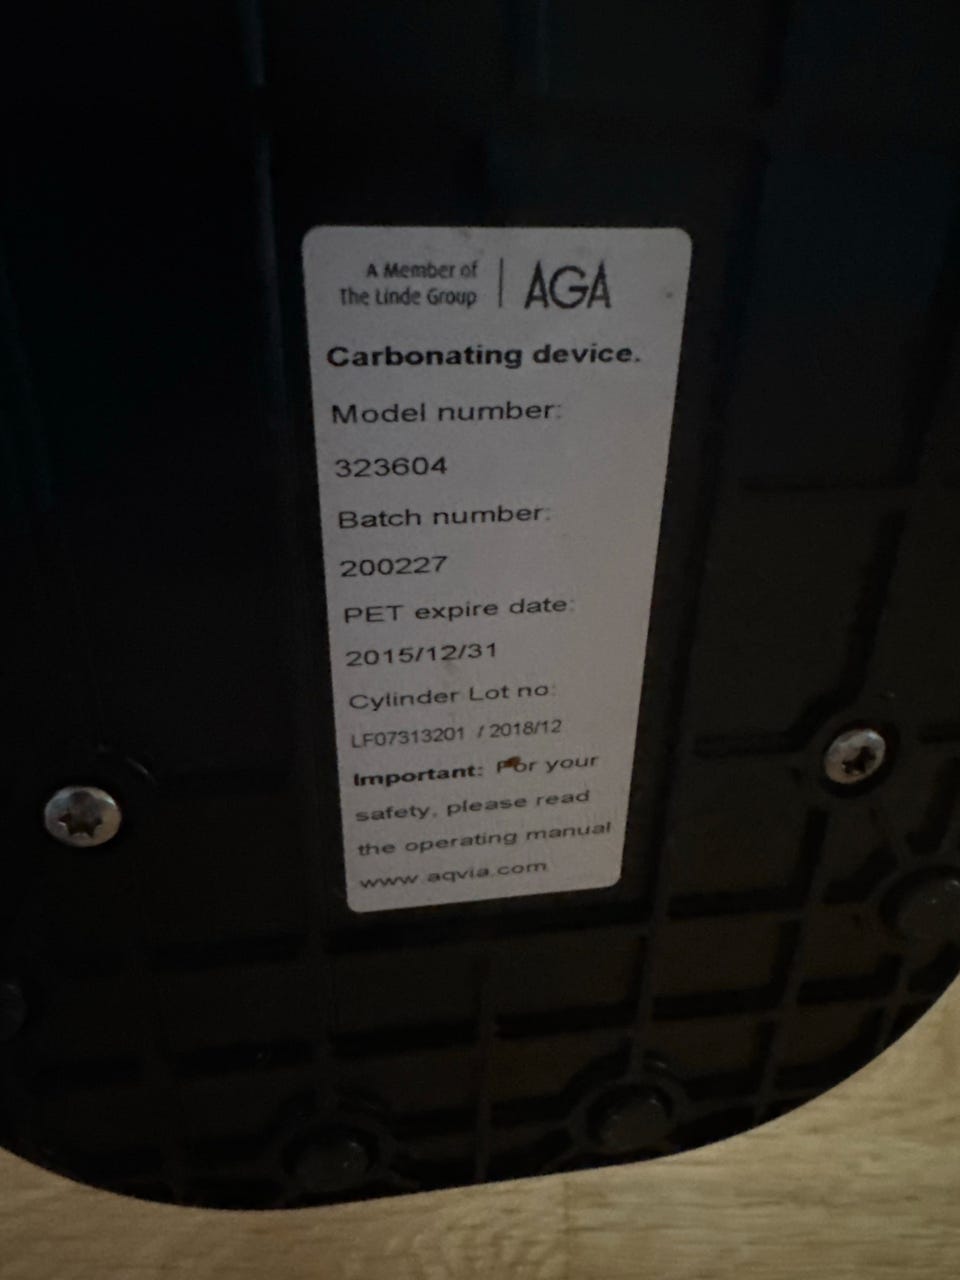 A Member of
The Linde Group
AGA
Carbonating device.
Model number:
323604
Batch number:
200227
PET expire date:
2015/12/31
Cylinder Lot no:
LF07313201 / 2018/12
Important: For your
safety, please read
the operating manual
www.aqvia.com